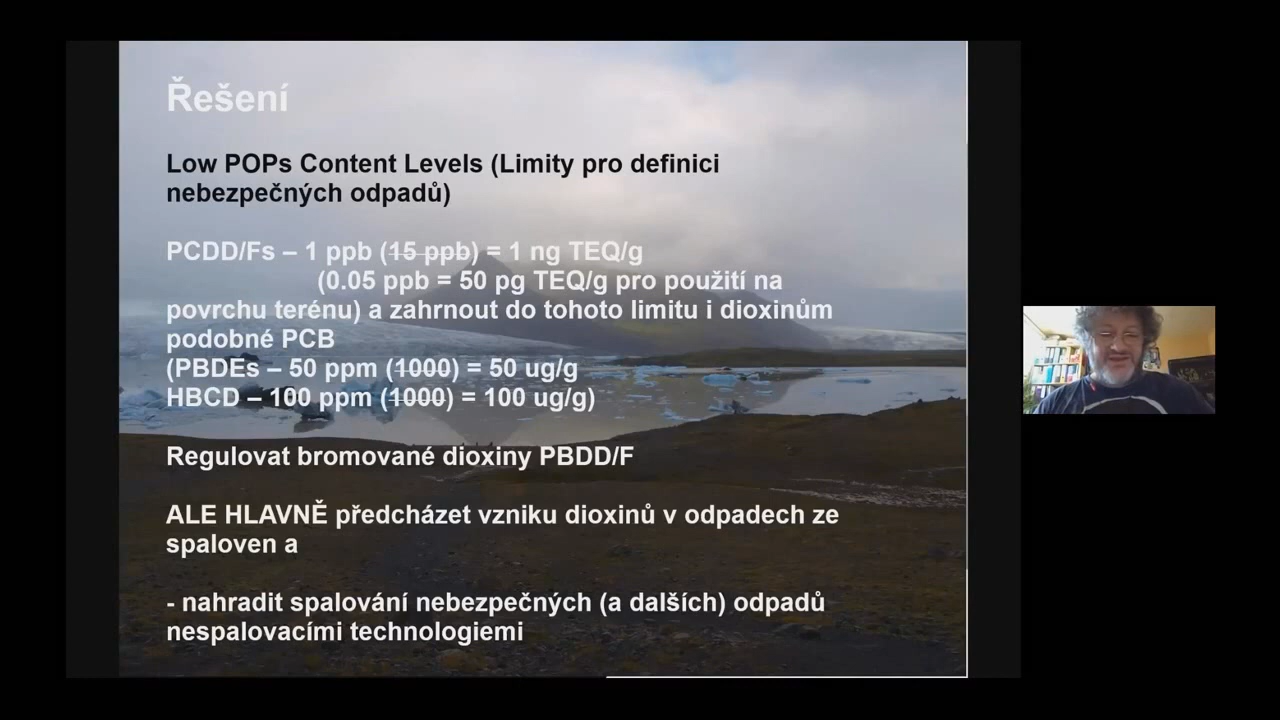 Řešení
Low POPs Content Levels (Limity pro definici
nebezpečných odpadů)
PCDD/Fs – 1 ppb (15 ppb) = 1 ng TEQ/g
(0.05 ppb = 50 pg TEQ/g pro použití na
povrchu terénu) a zahrnout do tohoto limitu i dioxinům
podobné PCB
(PBDEs – 50 ppm (1000) = 50 ug/g
HBCD – 100 ppm (1000) = 100 ug/g)
Regulovat bromované dioxiny PBDD/F
ALE HLAVNĚ předcházet vzniku dioxinů v odpadech ze
spaloven a
- nahradit spalování nebezpečných (a dalších) odpadů
nespalovacími technologiemi